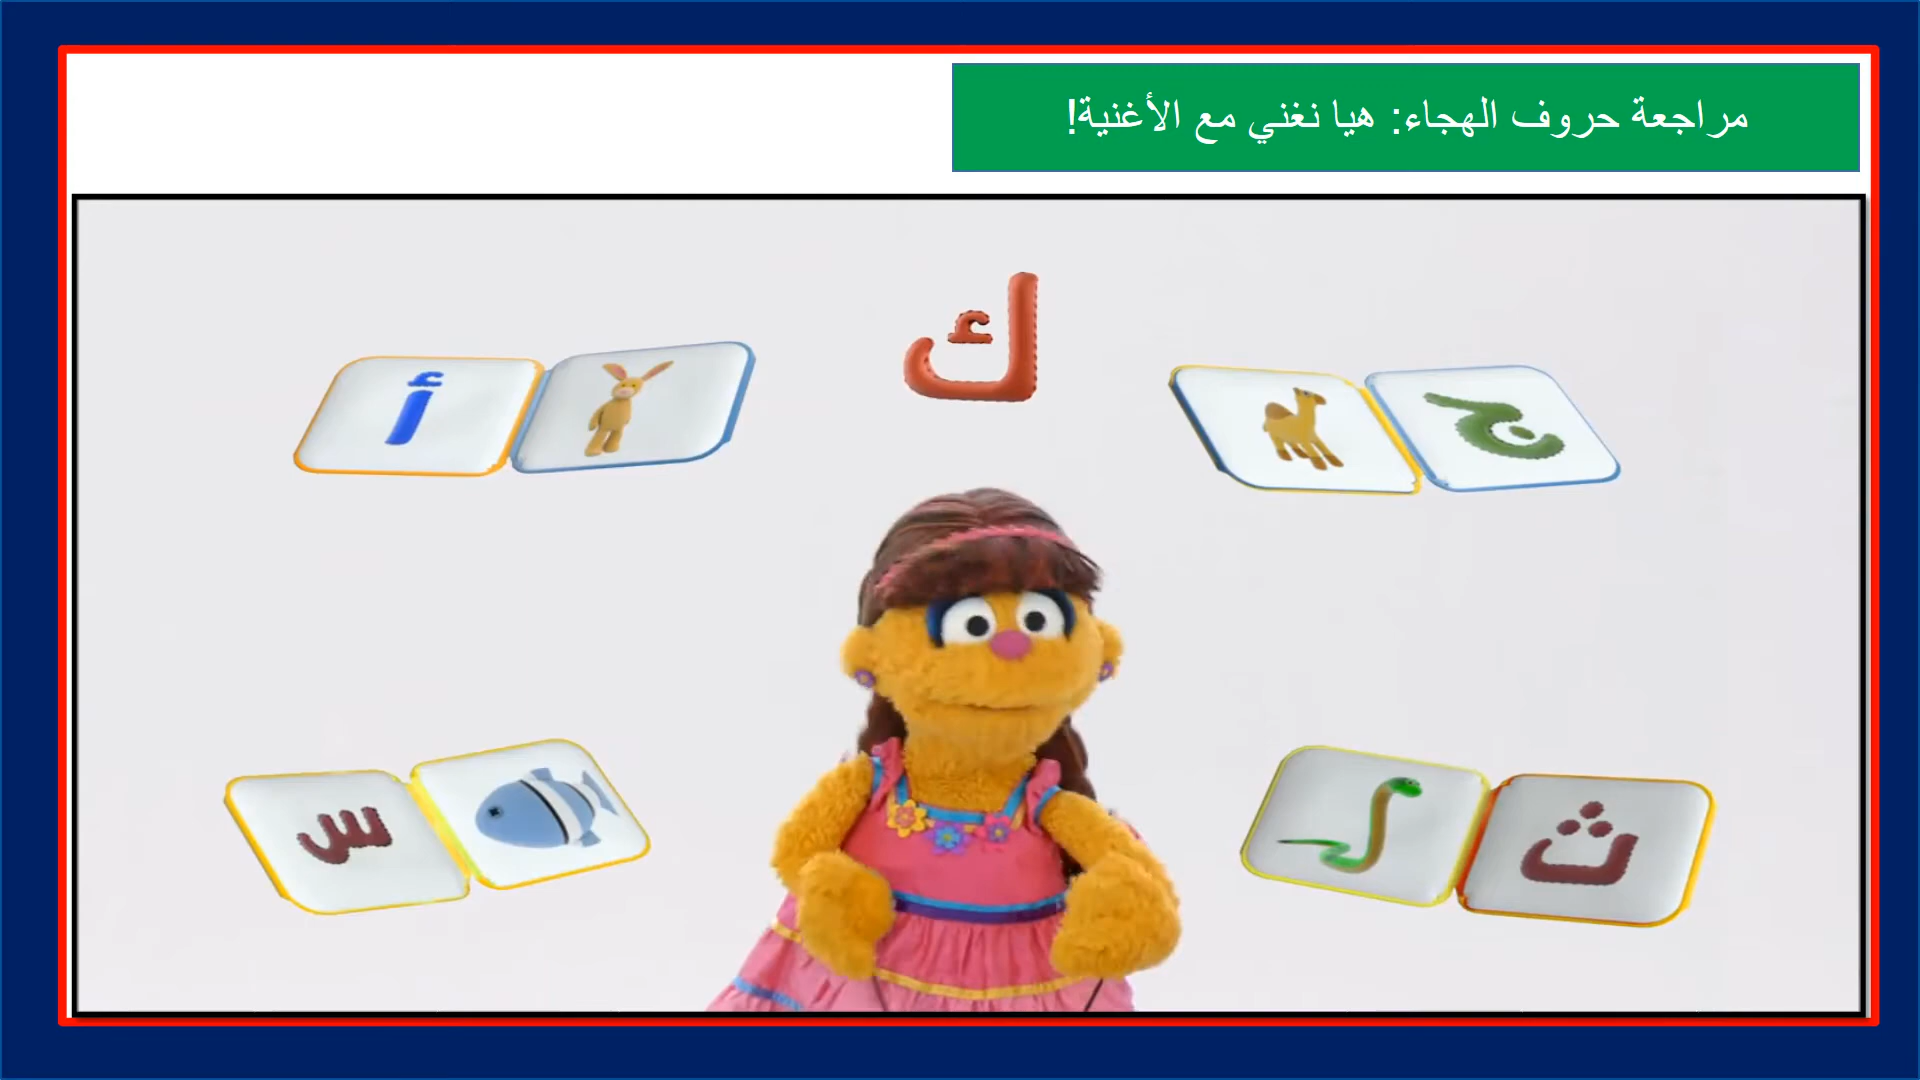 مراجعة حروف الهجاء: هيا نغني مع الأغنية!
ك
أ
ج
س
ث